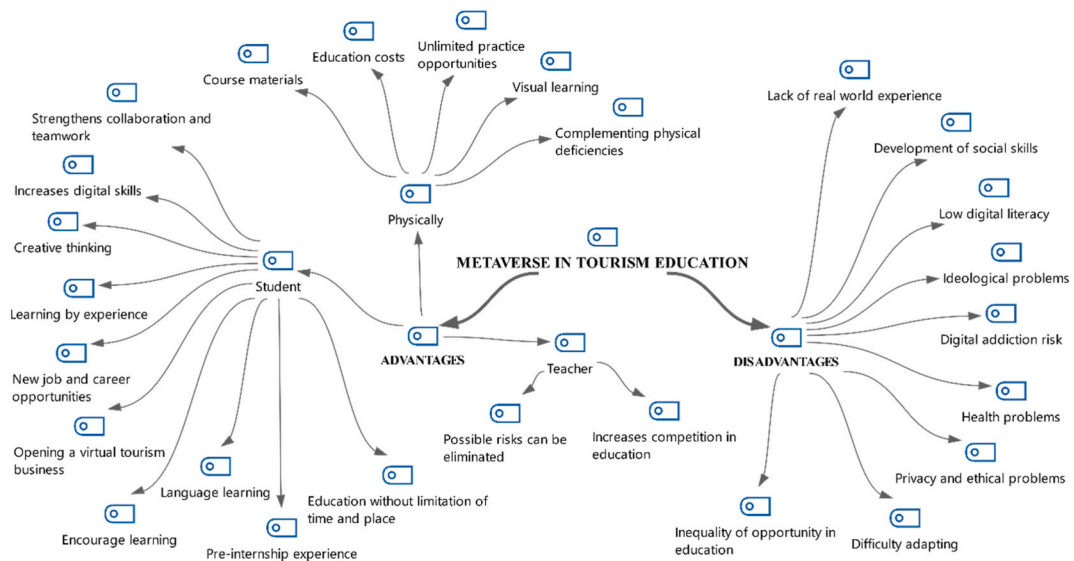 Education costs
Unlimited practice
opportunities
Course materials
Visual learning
Lack of real world experience
Strengthens collaboration and
teamwork
Complementing physical
deficiencies
Development of social skills
Increases digital skills
Physically
Low digital literacy
Creative thinking
METAVERSE IN TOURISM EDUCATION
Ideological problems
Student
Learning by experience
ADVANTAGES
DISADVANTAGES
Digital addiction risk
Teacher
New job and career
opportunities
Health problems
Possible risks can be
eliminated
Increases competition in
education
Opening a virtual tourism
business
Language learning
Education without limitation of
time and place
Privacy and ethical problems
Encourage learning
Pre-internship experience
Inequality of opportunity in
education
Difficulty adapting